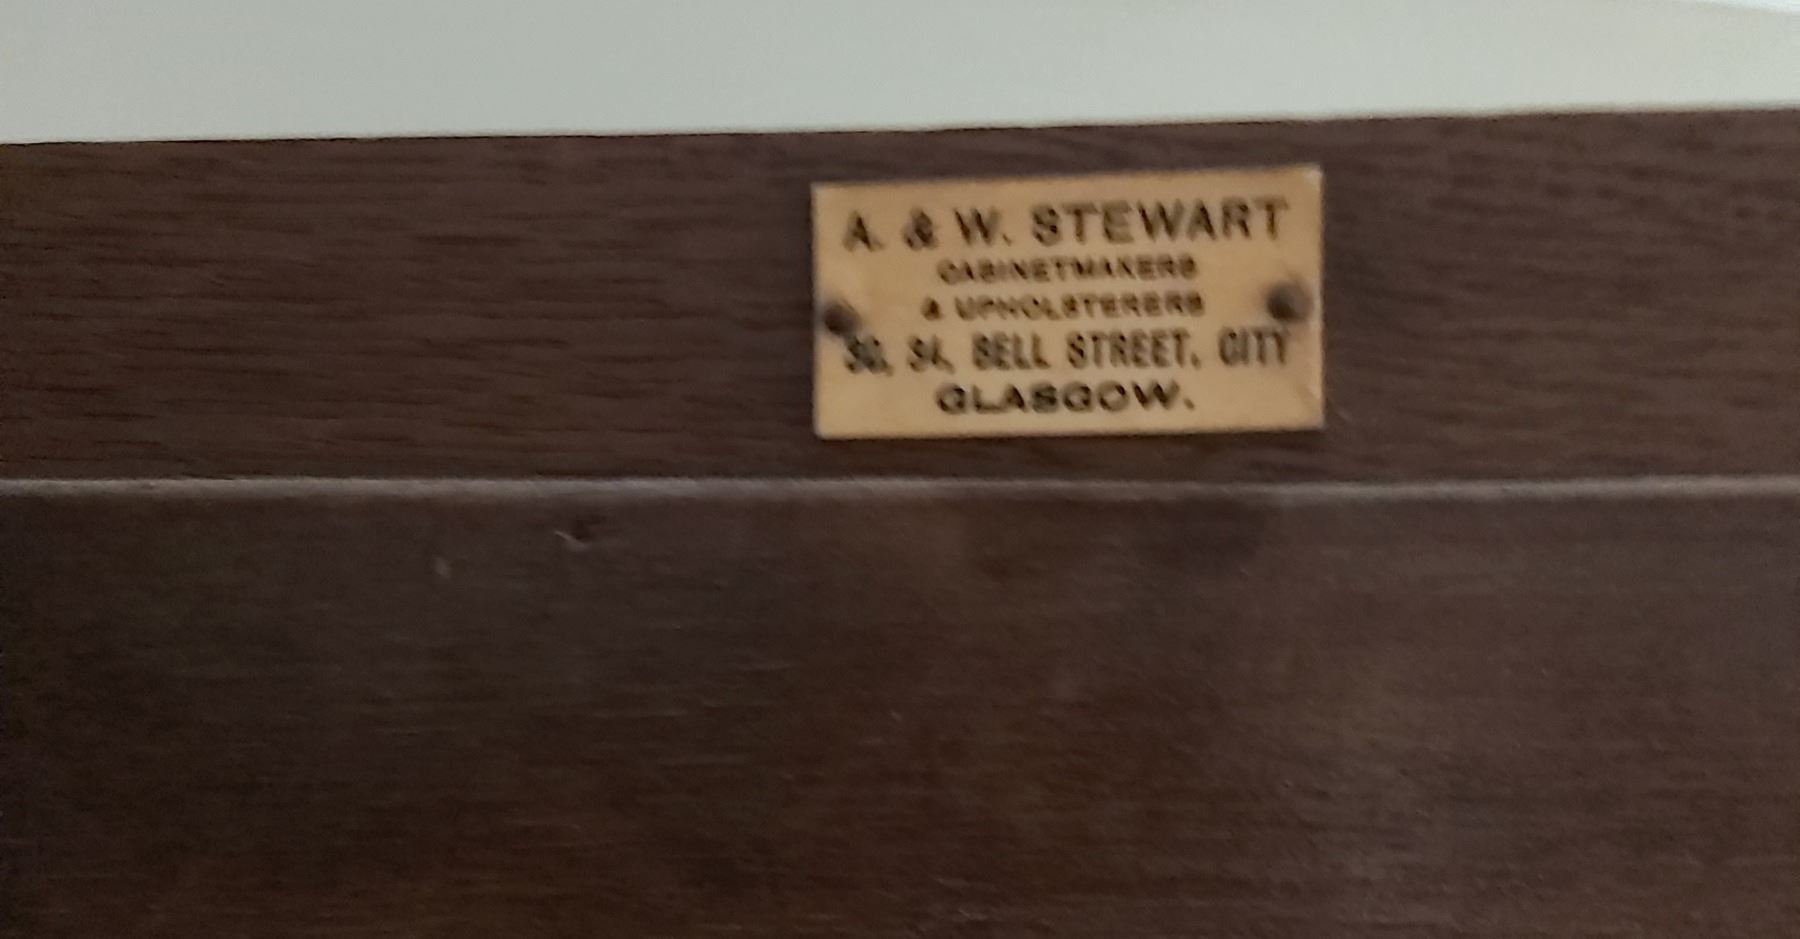 A. & W. STEWART
CABINETMAKERS
& UPHOLSTERERS
BELL STREET, CITY
GLASGOW.